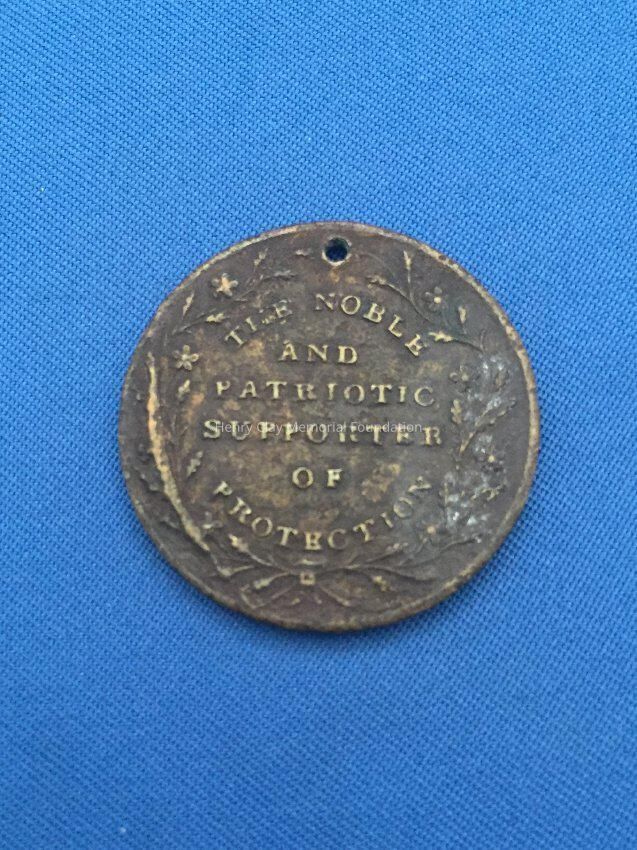 THE NOBLE
AND
PATRIOTIC
SUPPORTER
OF
PROTECTION
Henry Clay Memorial Foundation